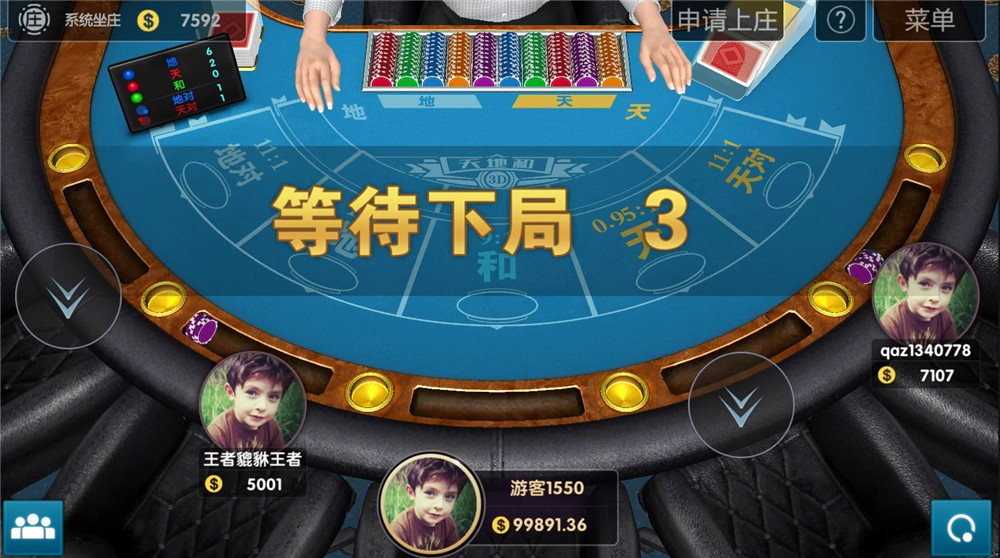 庄 系统坐庄 $ 7592
申请上庄 ? 菜单
地 6
天 2
和 0
地对 1
天对 1
地 地 天 天
地对 11:1
天地和
3D
11:1 天对
等待下局 3
0.95:
天
和
qaz1340778
$ 7107
王者貔貅王者
$ 5001
游客1550
$ 99891.36